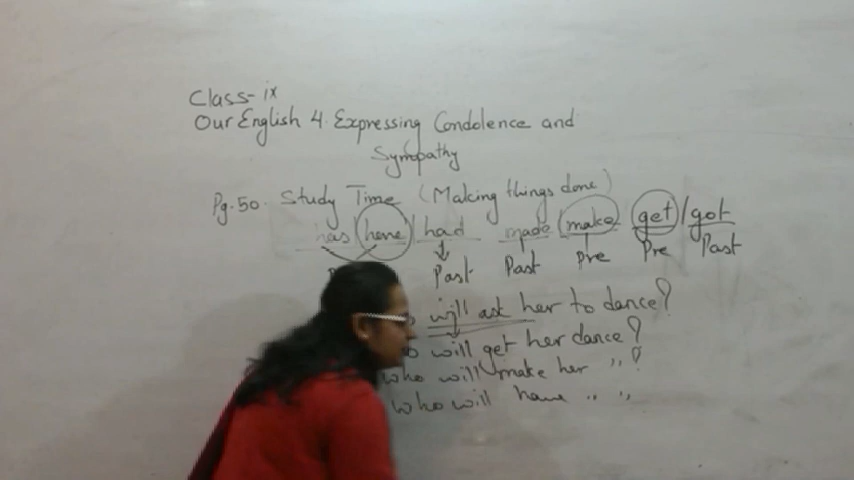 Class-ix
Our English 4. Expressing Condolence and
Sympathy
Pg.50. Study Time (Making things done)
has have / had made make get / got
Past Past Pre Pre Past
will ask her to dance?
will get her dance?
who will make her " ?
who will have " "